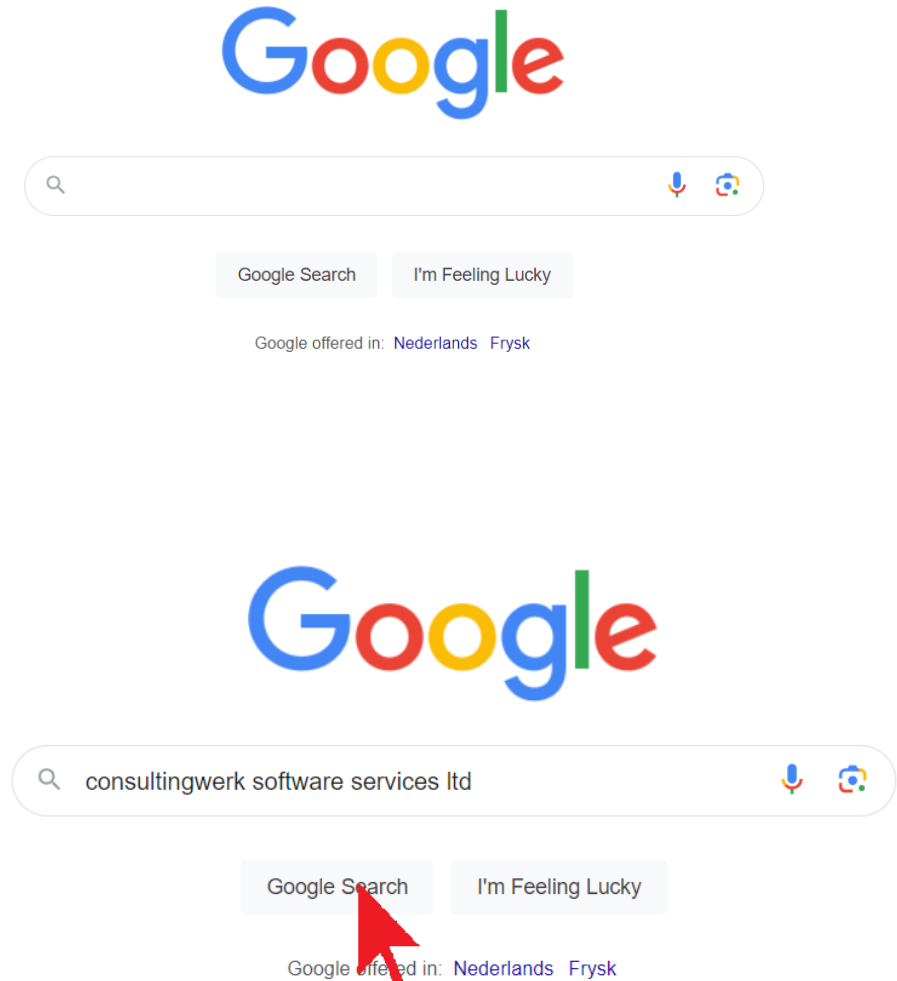 Google
Google Search I'm Feeling Lucky
Google offered in: Nederlands Frysk
Google
consultingwerk software services ltd
Google Search I'm Feeling Lucky
Google offered in: Nederlands Frysk